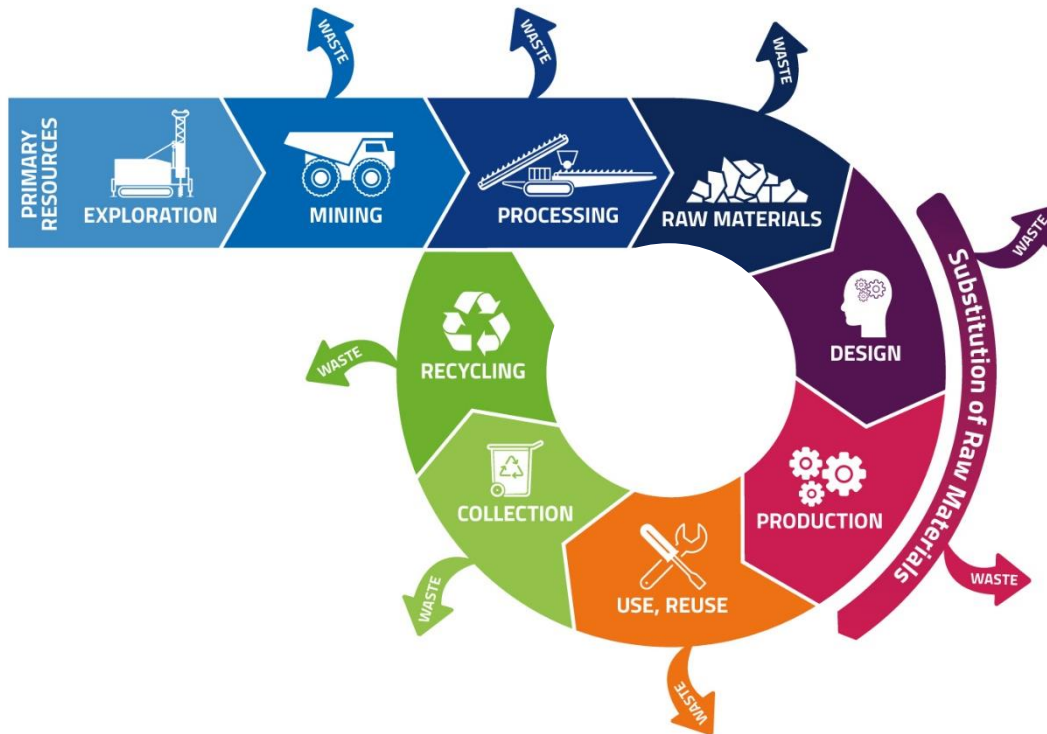 PRIMARY
RESOURCES
EXPLORATION
WASTE
MINING
WASTE
PROCESSING
WASTE
RAW MATERIALS
WASTE
DESIGN
Substitution of Raw Materials
WASTE
PRODUCTION
WASTE
USE, REUSE
WASTE
COLLECTION
WASTE
RECYCLING
WASTE